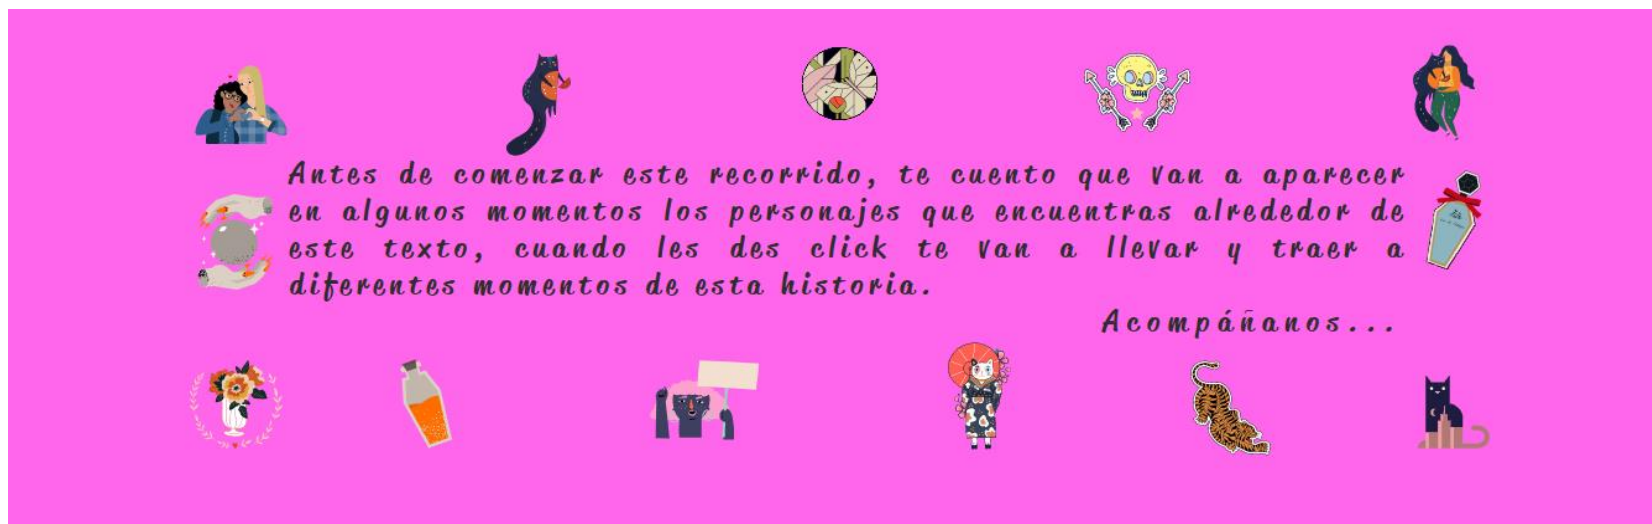 Antes de comenzar este recorrido, te cuento que van a aparecer
en algunos momentos los personajes que encuentras alrededor de
este texto, cuando les des click te van a llevar y traer a
diferentes momentos de esta historia.
Acompáñanos...